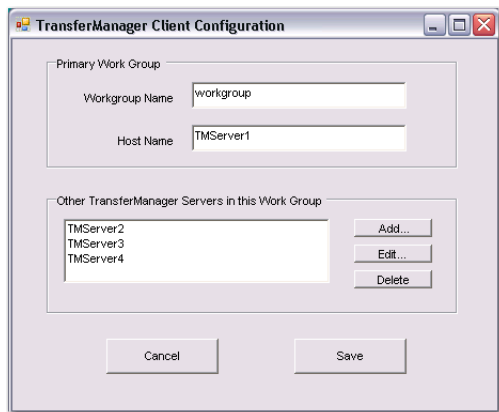 TransferManager Client Configuration
Primary Work Group
Workgroup Name
workgroup
Host Name
TMServer1
Other TransferManager Servers in this Work Group
TMServer2
TMServer3
TMServer4
Add...
Edit...
Delete
Cancel
Save